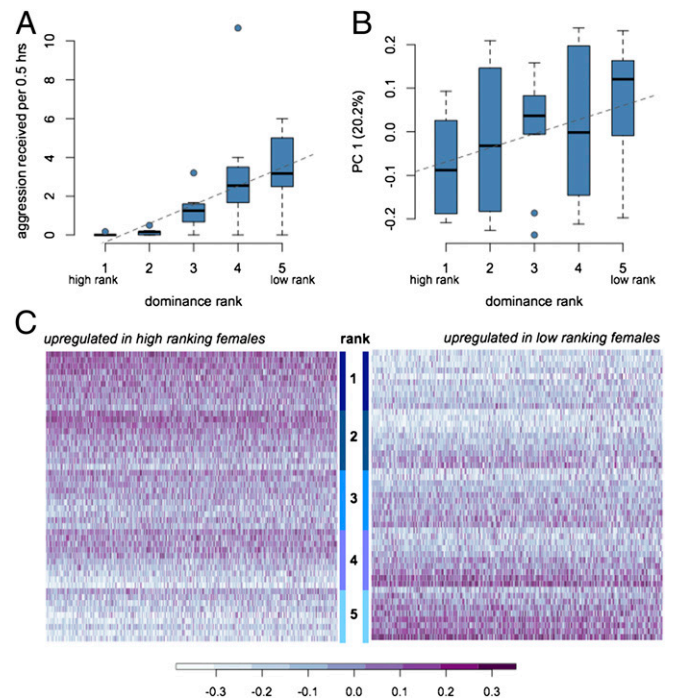 A
aggression received per 0.5 hrs
10
8
6
4
2
0
1 2 3 4 5
high rank low rank
dominance rank
B
PC 1 (20.2%)
0.2
0.1
0.0
-0.1
-0.2
1 2 3 4 5
high rank low rank
dominance rank
C
upregulated in high ranking females rank upregulated in low ranking females
1
2
3
4
5
-0.3 -0.2 -0.1 0.0 0.1 0.2 0.3